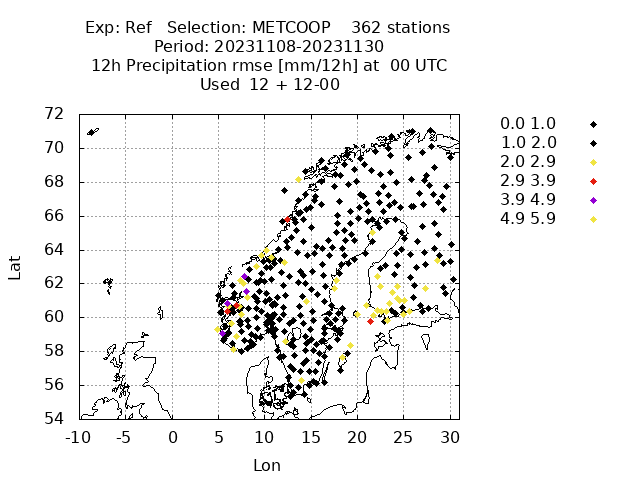 Exp: Ref   Selection: METCOOP    362 stations
Period: 20231108-20231130
12h Precipitation rmse [mm/12h] at  00 UTC
Used  12 + 12-00
72
70
68
66
64
62
60
58
56
54
Lat
-10 -5 0 5 10 15 20 25 30
Lon
0.0 1.0
1.0 2.0
2.0 2.9
2.9 3.9
3.9 4.9
4.9 5.9